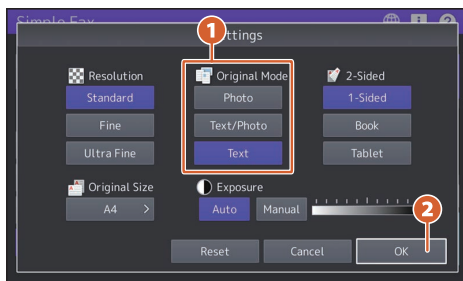 Simple Fax
Settings
1
Resolution
Original Mode
2-Sided
Standard
Photo
1-Sided
Fine
Text/Photo
Book
Ultra Fine
Text
Tablet
Original Size
Exposure
A4 >
Auto
Manual
2
Reset
Cancel
OK